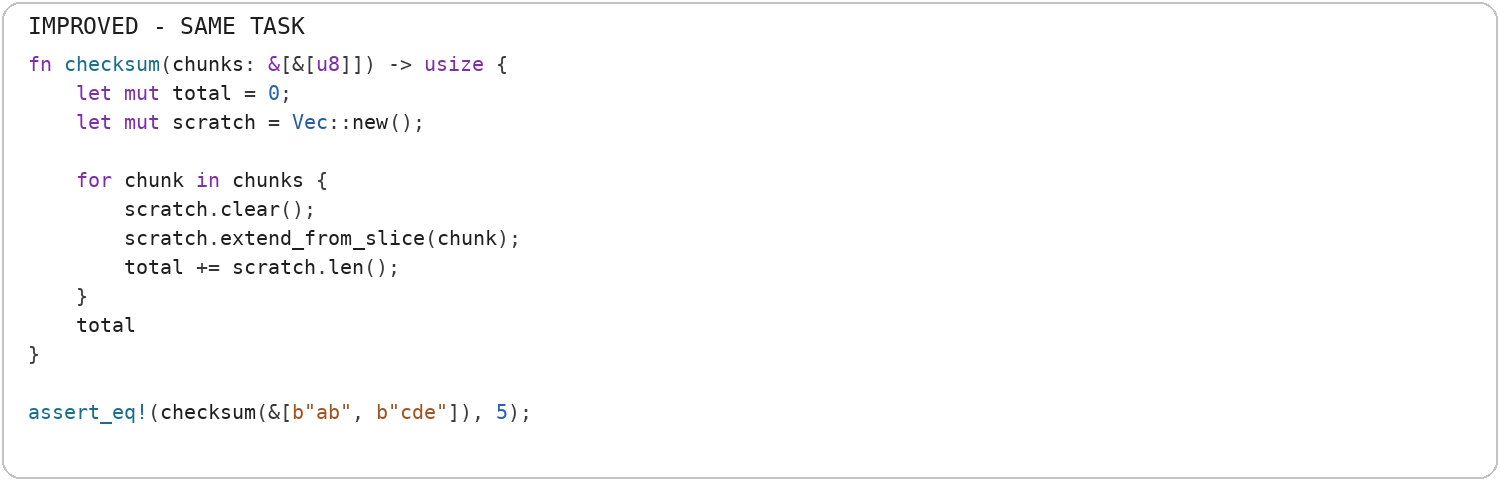 IMPROVED - SAME TASK
fn checksum(chunks: &[&[u8]]) -> usize {
    let mut total = 0;
    let mut scratch = Vec::new();

    for chunk in chunks {
        scratch.clear();
        scratch.extend_from_slice(chunk);
        total += scratch.len();
    }
    total
}

assert_eq!(checksum(&[b"ab", b"cde"]), 5);